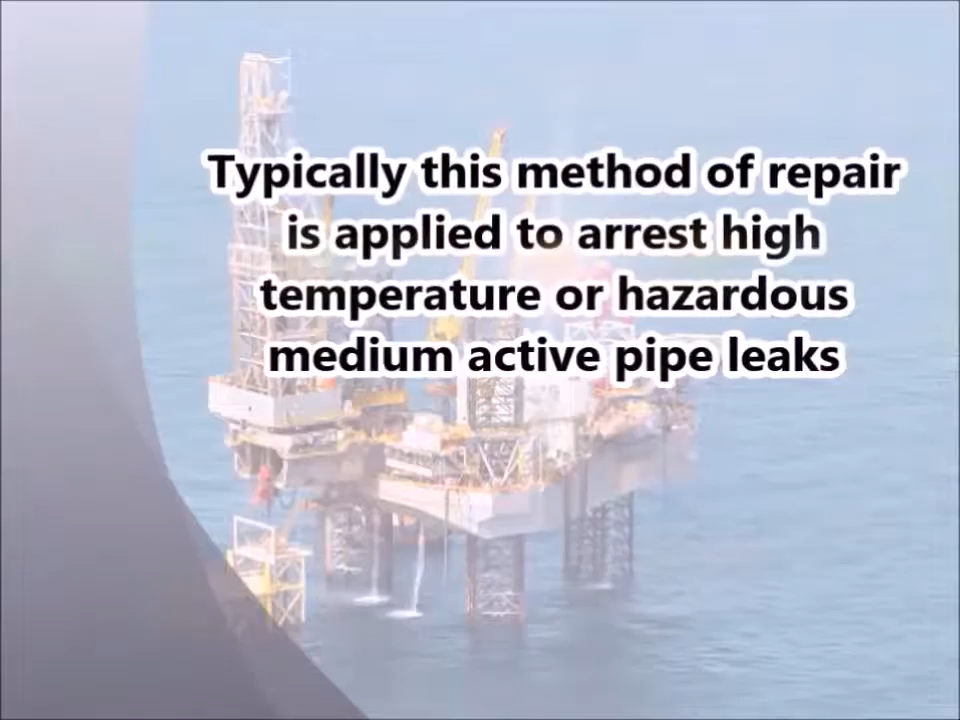 Typically this method of repair
is applied to arrest high
temperature or hazardous
medium active pipe leaks